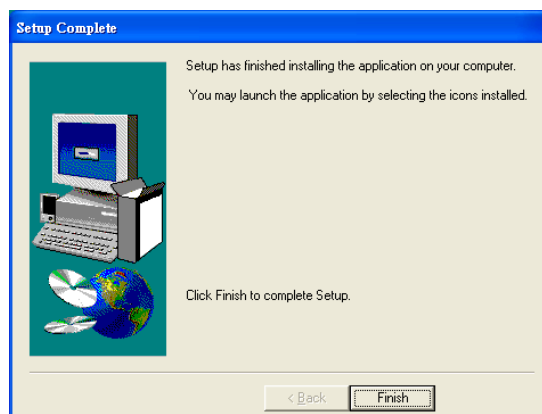 Setup Complete
Setup has finished installing the application on your computer.
You may launch the application by selecting the icons installed.
Click Finish to complete Setup.
< Back
Finish